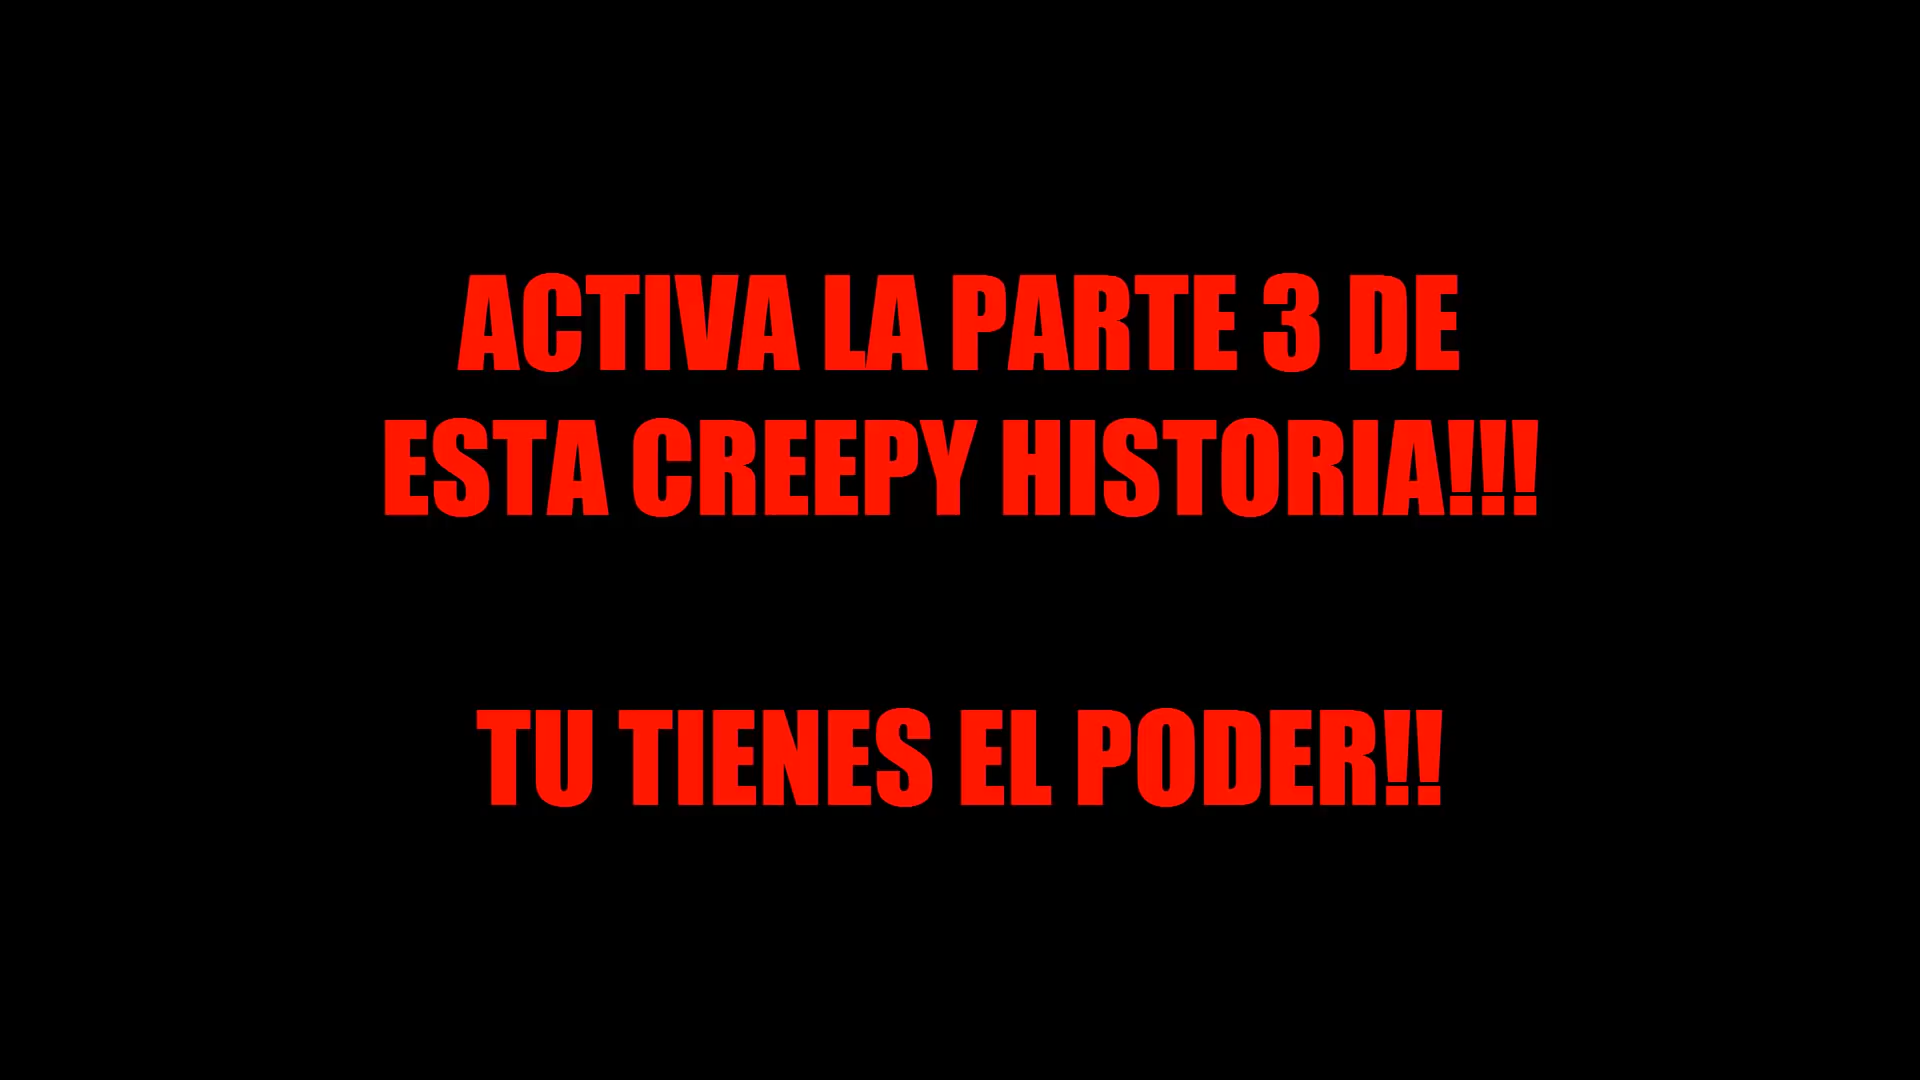 ACTIVA LA PARTE 3 DE
ESTA CREEPY HISTORIA!!!
TU TIENES EL PODER!!